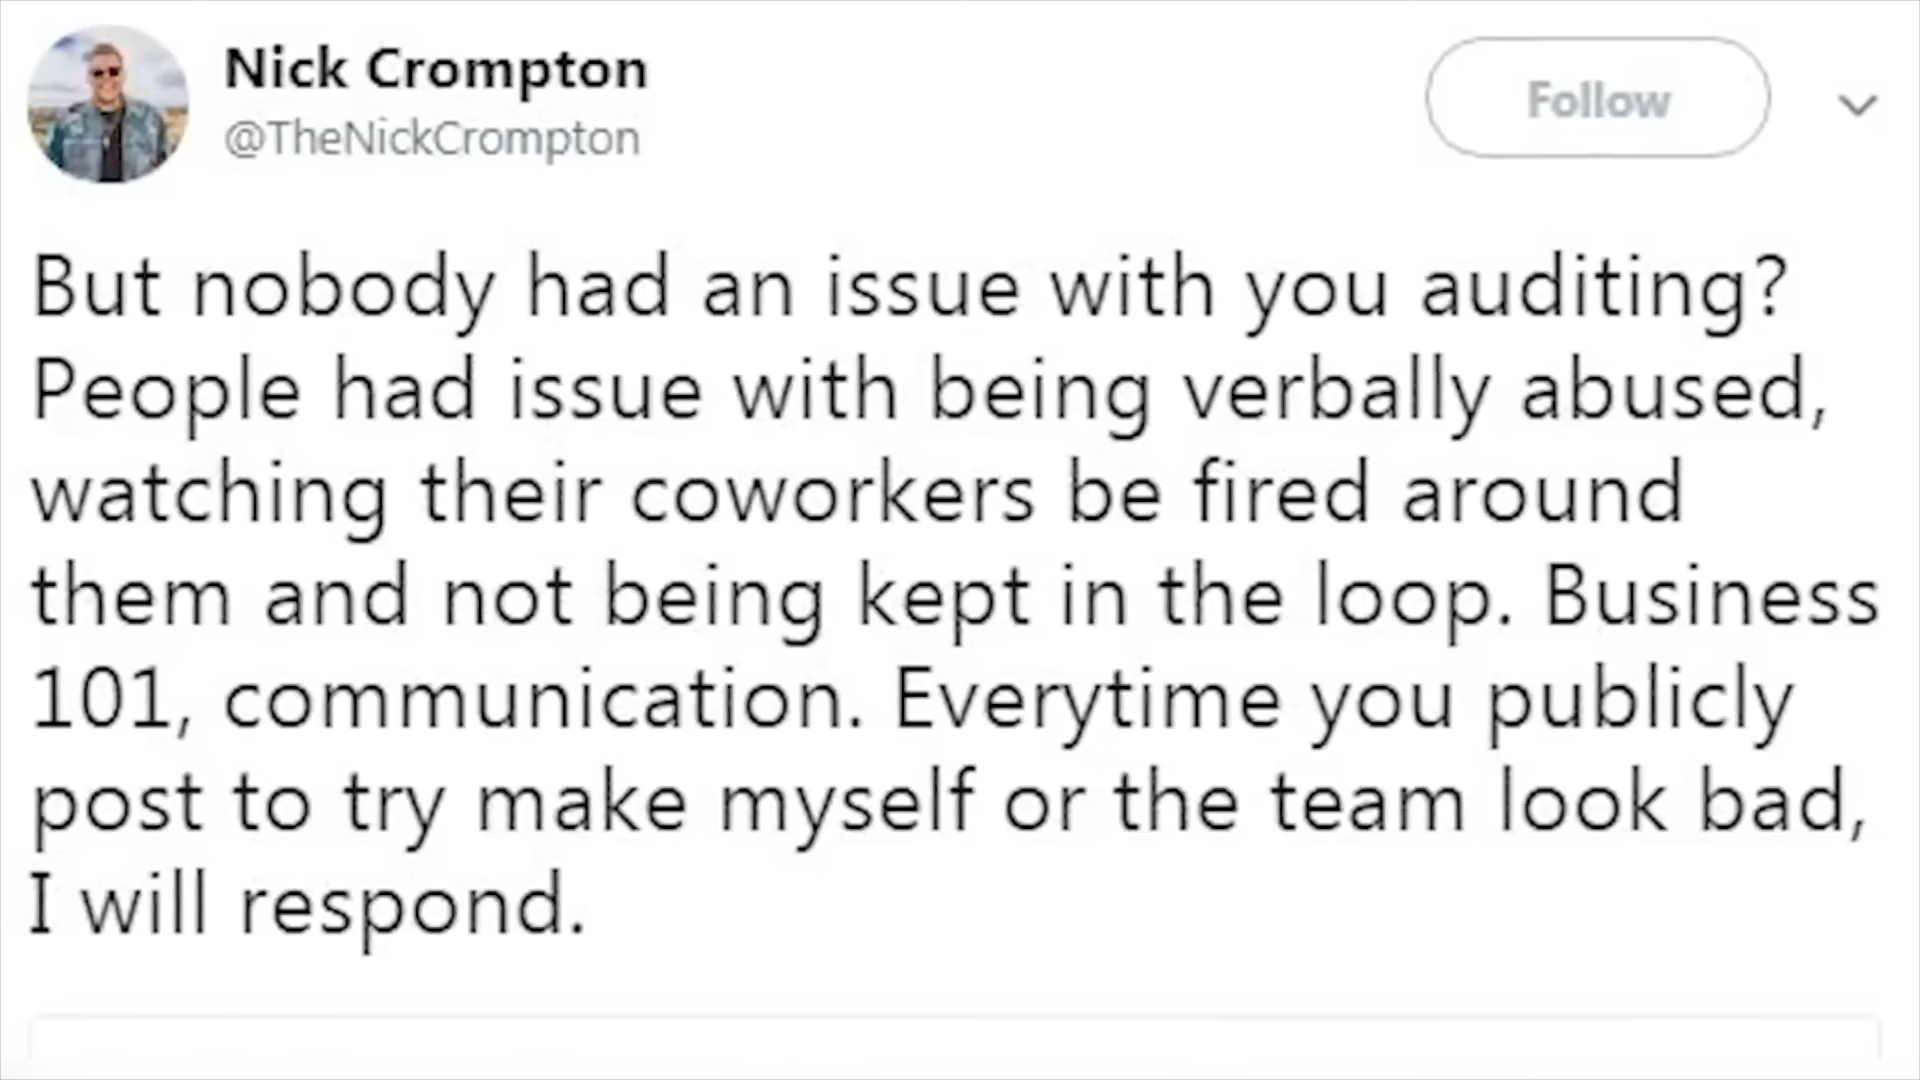 Nick Crompton
@TheNickCrompton
Follow
But nobody had an issue with you auditing?
People had issue with being verbally abused,
watching their coworkers be fired around
them and not being kept in the loop. Business
101, communication. Everytime you publicly
post to try make myself or the team look bad,
I will respond.